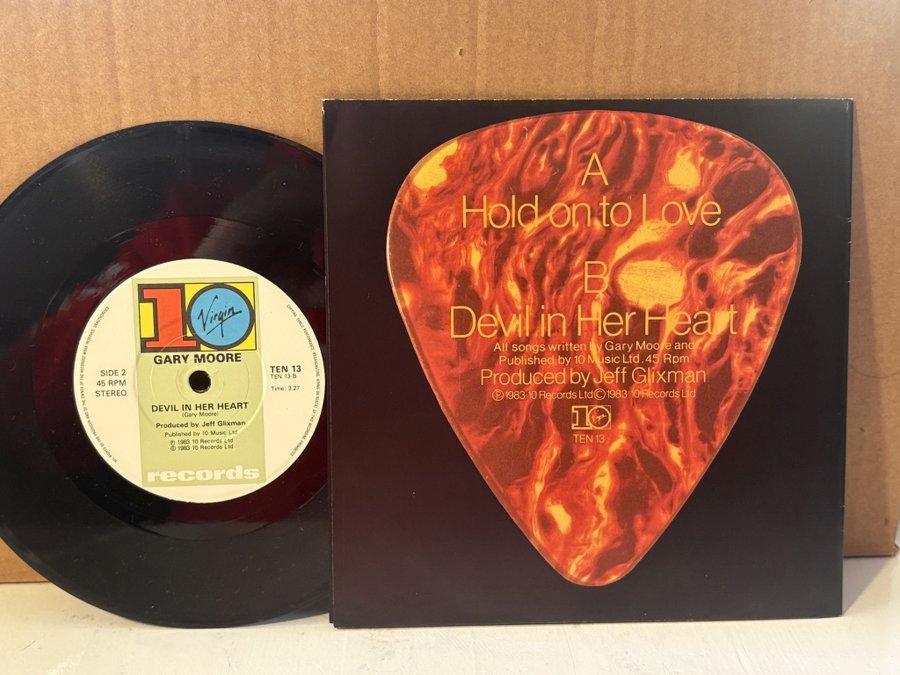 10
Virgin
GARY MOORE
SIDE 2
45 RPM
STEREO
TEN 13
TEN 13-B
Time: 3.27
DEVIL IN HER HEART
(Gary Moore)
Produced by Jeff Glixman
Published by 10 Music Ltd
℗ 1983 10 Records Ltd
© 1983 10 Records Ltd
records
A
Hold on to Love
B
Devil in Her Heart
All songs written by Gary Moore and
Published by 10 Music Ltd. 45 Rpm
Produced by Jeff Glixman
℗1983 10 Records Ltd ©1983 10 Records Ltd
10
Virgin
TEN 13